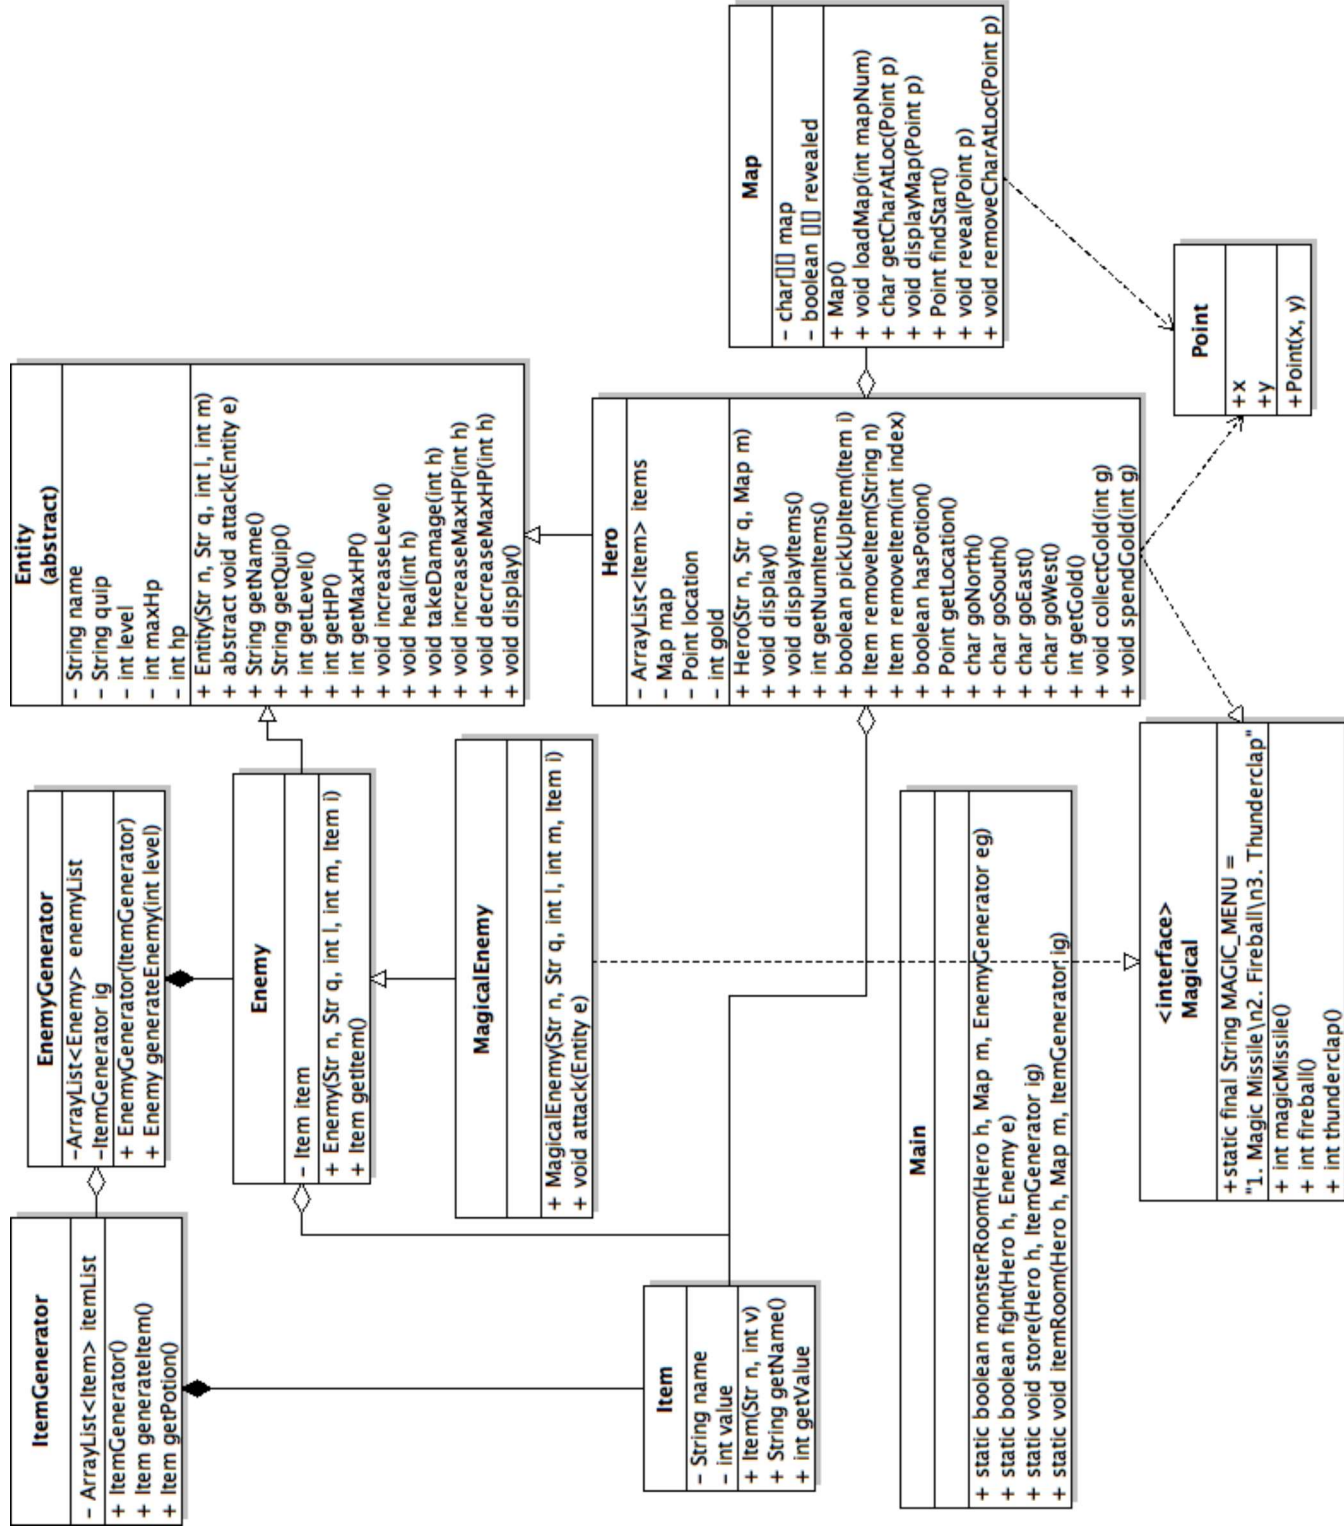 ItemGenerator
- ArrayList<Item> itemList
+ ItemGenerator()
+ Item generateItem()
+ Item getPotion()
EnemyGenerator
-ArrayList<Enemy> enemyList
-ItemGenerator ig
+ EnemyGenerator(ItemGenerator)
+ Enemy generateEnemy(int level)
Entity
(abstract)
- String name
- String quip
- int level
- int maxHp
- int hp
+ Entity(Str n, Str q, int l, int m)
+ abstract void attack(Entity e)
+ String getName()
+ String getQuip()
+ int getLevel()
+ int getHP()
+ int getMaxHP()
+ void increaseLevel()
+ void heal(int h)
+ void takeDamage(int h)
+ void increaseMaxHP(int h)
+ void decreaseMaxHP(int h)
+ void display()
Enemy
- Item item
+ Enemy(Str n, Str q, int l, int m, Item i)
+ Item getItem()
MagicalEnemy
+ MagicalEnemy(Str n, Str q, int l, int m, Item i)
+ void attack(Entity e)
Item
- String name
- int value
+ Item(Str n, int v)
+ String getName()
+ int getValue
Hero
- ArrayList<Item> items
- Map map
- Point location
- int gold
+ Hero(Str n, Str q, Map m)
+ void display()
+ void displayItems()
+ int getNumItems()
+ boolean pickUpItem(Item i)
+ Item removeItem(String n)
+ Item removeItem(int index)
+ boolean hasPotion()
+ Point getLocation()
+ char goNorth()
+ char goSouth()
+ char goEast()
+ char goWest()
+ int getGold()
+ void collectGold(int g)
+ void spendGold(int g)
Map
- char[][] map
- boolean [][] revealed
+ Map()
+ void loadMap(int mapNum)
+ char getCharAtLoc(Point p)
+ void displayMap(Point p)
+ Point findStart()
+ void reveal(Point p)
+ void removeCharAtLoc(Point p)
Main
+ static boolean monsterRoom(Hero h, Map m, EnemyGenerator eg)
+ static boolean fight(Hero h, Enemy e)
+ static void store(Hero h, ItemGenerator ig)
+ static void itemRoom(Hero h, Map m, ItemGenerator ig)
<interface>
Magical
+static final String MAGIC_MENU =
"1. Magic Missile\n2. Fireball\n3. Thunderclap"
+ int magicMissile()
+ int fireball()
+ int thunderclap()
Point
+x
+y
+Point(x, y)